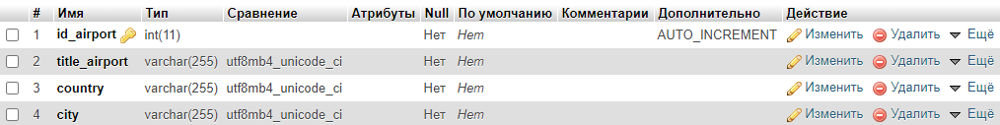 # Имя Тип Сравнение Атрибуты Null По умолчанию Комментарии Дополнительно Действие
1 id_airport int(11) Нет Нет AUTO_INCREMENT Изменить Удалить Ещё
2 title_airport varchar(255) utf8mb4_unicode_ci Нет Нет Изменить Удалить Ещё
3 country varchar(255) utf8mb4_unicode_ci Нет Нет Изменить Удалить Ещё
4 city varchar(255) utf8mb4_unicode_ci Нет Нет Изменить Удалить Ещё